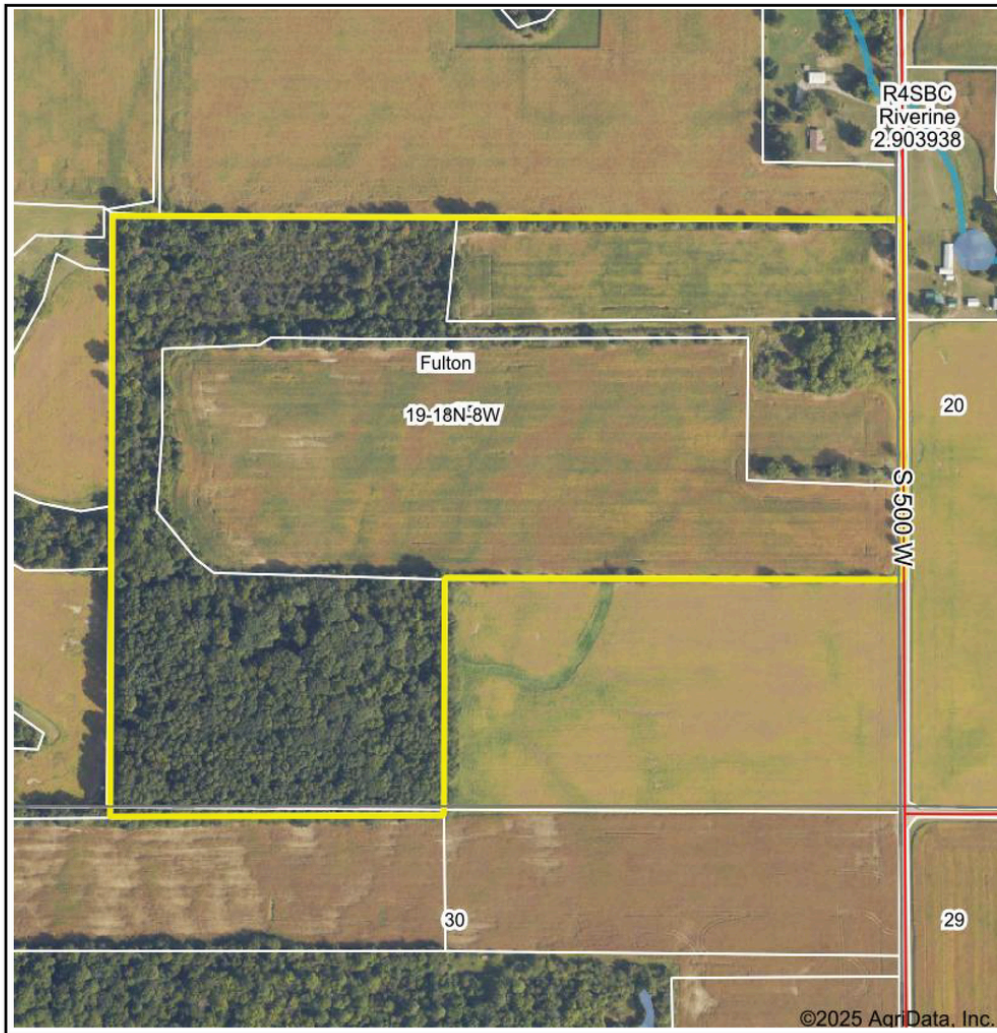 R4SBC
Riverine
2.903938
Fulton
19-18N-8W
20
S 500 W
30
29
©2025 AgriData, Inc.